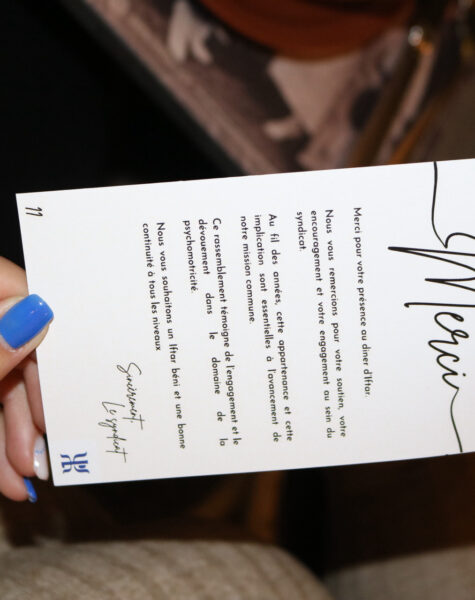 Merci
Merci pour votre présence au diner d'Iftar.
Nous vous remercions pour votre soutien, votre
encouragement et votre engagement au sein du
syndicat.
Au fil des années, cette appartenance et cette
implication sont essentielles à l'avancement de
notre mission commune.
Ce rassemblement témoigne de l'engagement et le
dévouement dans le domaine de la
psychomotricité.
Nous vous souhaitons un Iftar béni et une bonne
continuité à tous les niveaux
Sincèrement
Le syndicat
11